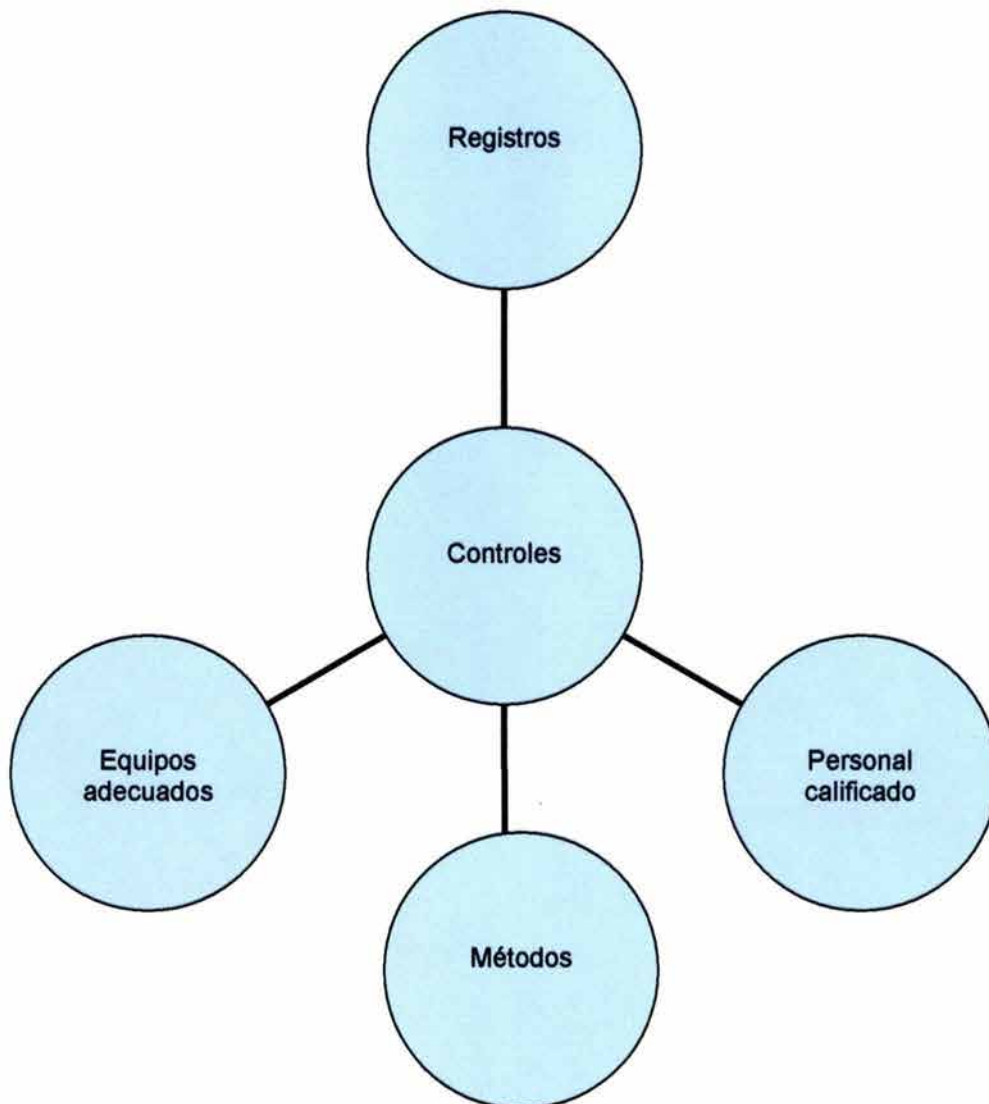 Registros
Controles
Equipos
adecuados
Personal
calificado
Métodos